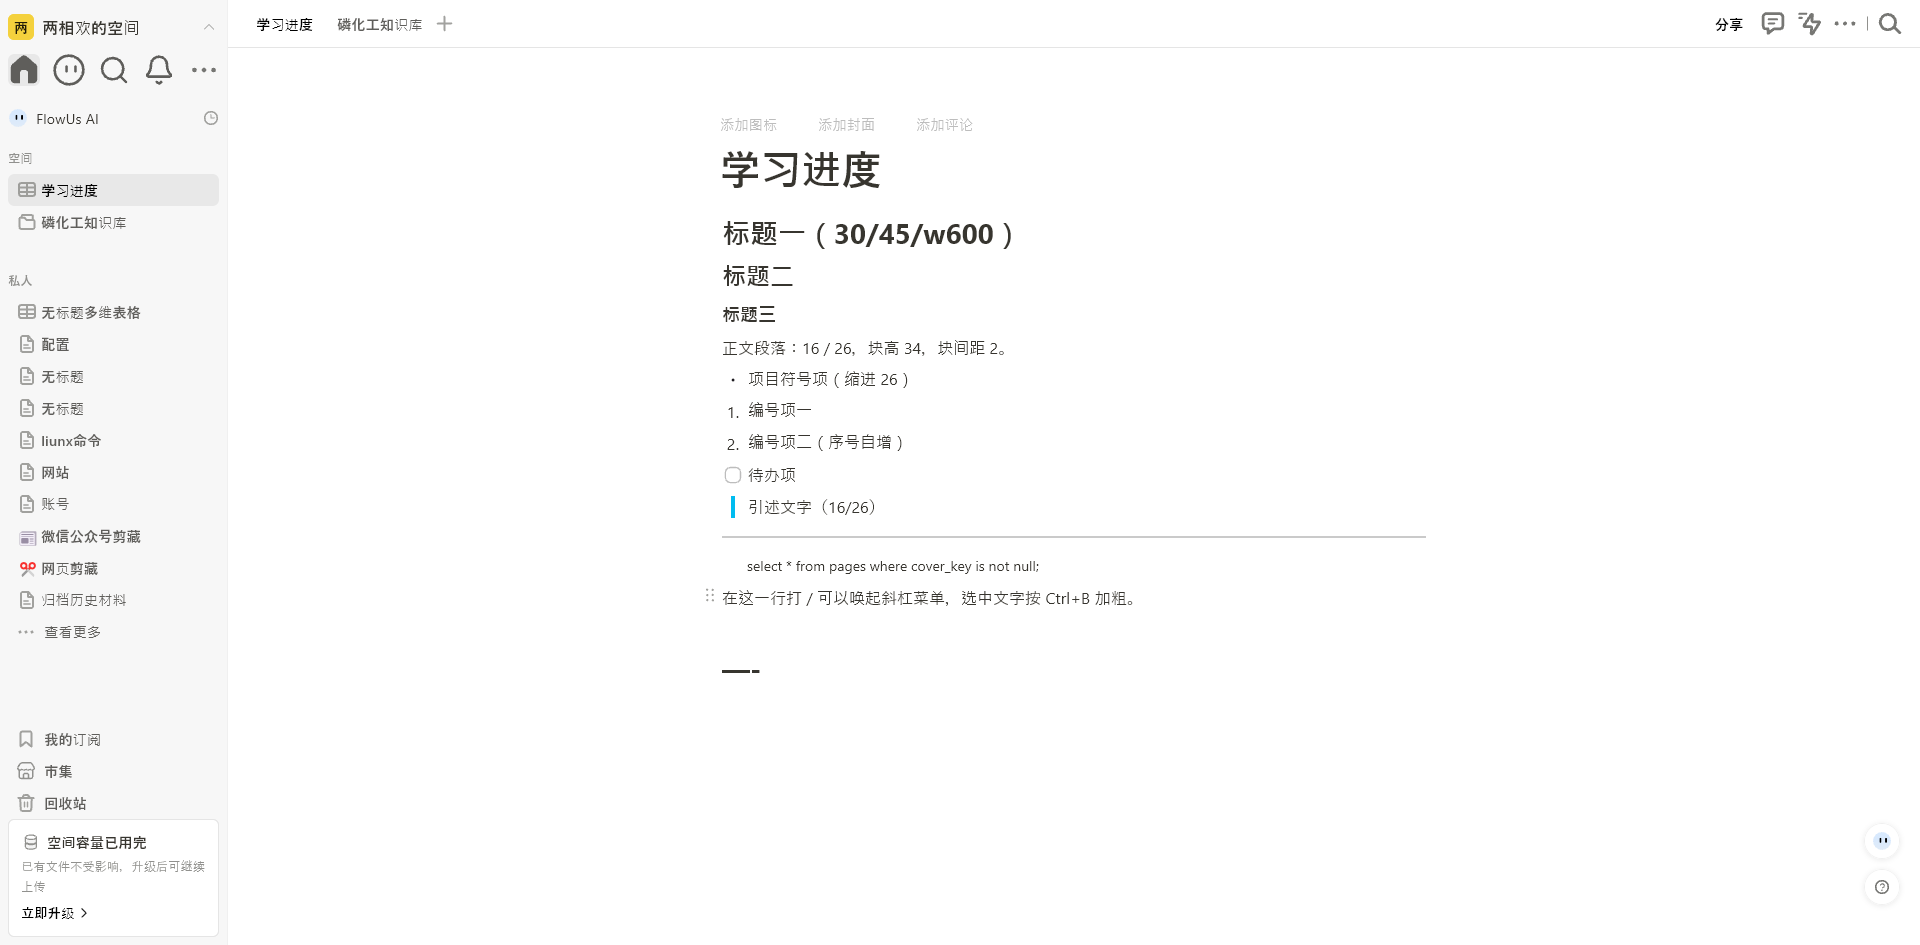 两 两相欢的空间
FlowUs AI
空间
学习进度
磷化工知识库
私人
无标题多维表格
配置
无标题
无标题
liunx命令
网站
账号
微信公众号剪藏
网页剪藏
归档历史材料
查看更多
我的订阅
市集
回收站
空间容量已用完
已有文件不受影响，升级后可继续
上传
立即升级
学习进度 磷化工知识库
分享
添加图标 添加封面 添加评论
学习进度
标题一（30/45/w600）
标题二
标题三
正文段落：16 / 26，块高 34，块间距 2。
• 项目符号项（缩进 26）
1. 编号项一
2. 编号项二（序号自增）
待办项
引述文字（16/26）
select * from pages where cover_key is not null;
在这一行打 / 可以唤起斜杠菜单，选中文字按 Ctrl+B 加粗。
—-